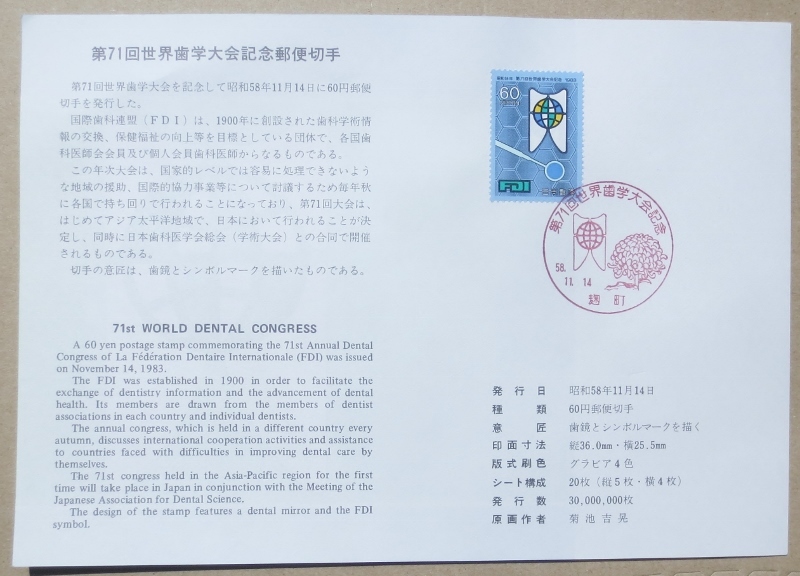 第71回世界歯学大会記念郵便切手
第71回世界歯学大会を記念して昭和58年11月14日に60円郵便
切手を発行した。
国際歯科連盟(FDI)は、1900年に創設された歯科学術情
報の交換、保健福祉の向上等を目標としている団体で、各国歯
科医師会会員及び個人会員歯科医師からなるものである。
この年次大会は、国家的レベルでは容易に処理できないよう
な地域の援助、国際的協力事業等について討議するため毎年秋
に各国で持ち回りで行われることになっており、第71回大会は、
はじめてアジア太平洋地域で、日本において行われることが決
定し、同時に日本歯科医学会総会(学術大会)との合同で開催
されるものである。
切手の意匠は、歯鏡とシンボルマークを描いたものである。
71st WORLD DENTAL CONGRESS
A 60 yen postage stamp commemorating the 71st Annual Dental
Congress of La Fédération Dentaire Internationale (FDI) was issued
on November 14, 1983.
The FDI was established in 1900 in order to facilitate the
exchange of dentistry information and the advancement of dental
health. Its members are drawn from the members of dentist
associations in each country and individual dentists.
The annual congress, which is held in a different country every
autumn, discusses international cooperation activities and assistance
to countries faced with difficulties in improving dental care by
themselves.
The 71st congress held in the Asia-Pacific region for the first
time will take place in Japan in conjunction with the Meeting of the
Japanese Association for Dental Science.
The design of the stamp features a dental mirror and the FDI
symbol.
第71回世界歯学大会記念 1983
60
NIPPON
FDI
日本郵便
第71回世界歯学大会記念
58.
11. 14
麹町
発行日 昭和58年11月14日
種類 60円郵便切手
意匠 歯鏡とシンボルマークを描く
印面寸法 縦36.0mm・横25.5mm
版式刷色 グラビア4色
シート構成 20枚(縦5枚・横4枚)
発行数 30,000,000枚
原画作者 菊池吉晃